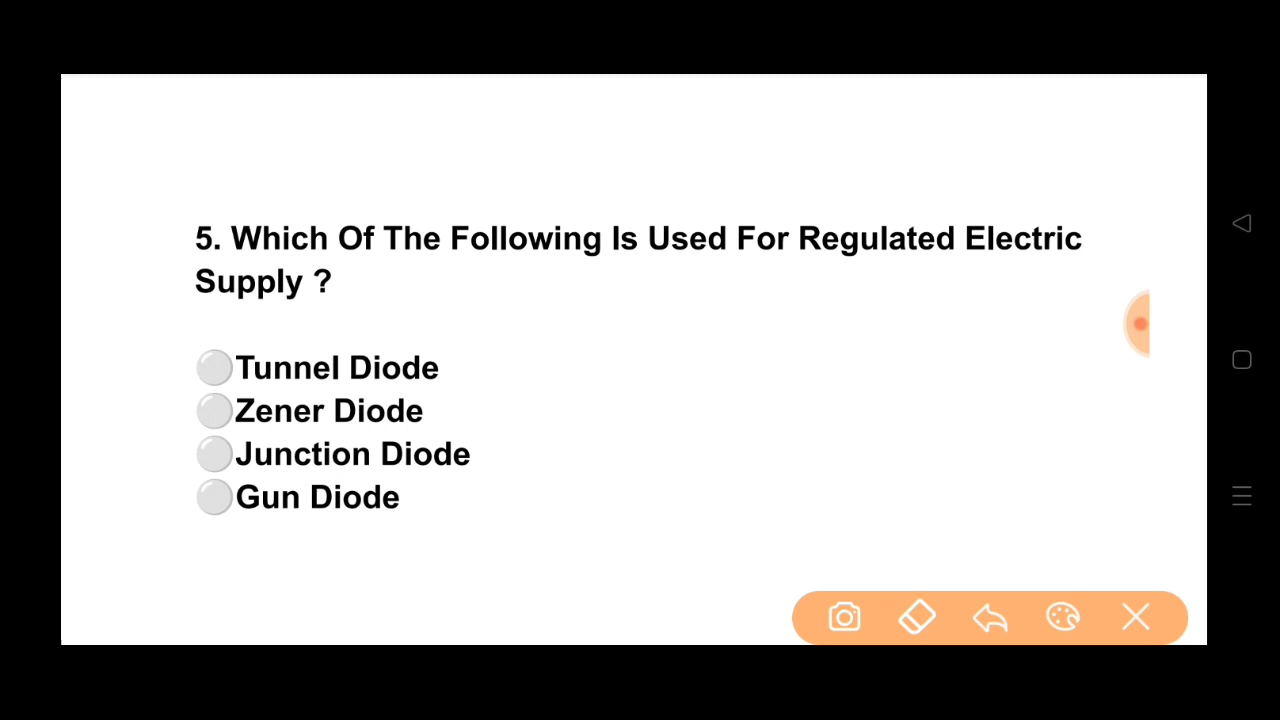 5. Which Of The Following Is Used For Regulated Electric
Supply ?
Tunnel Diode
Zener Diode
Junction Diode
Gun Diode